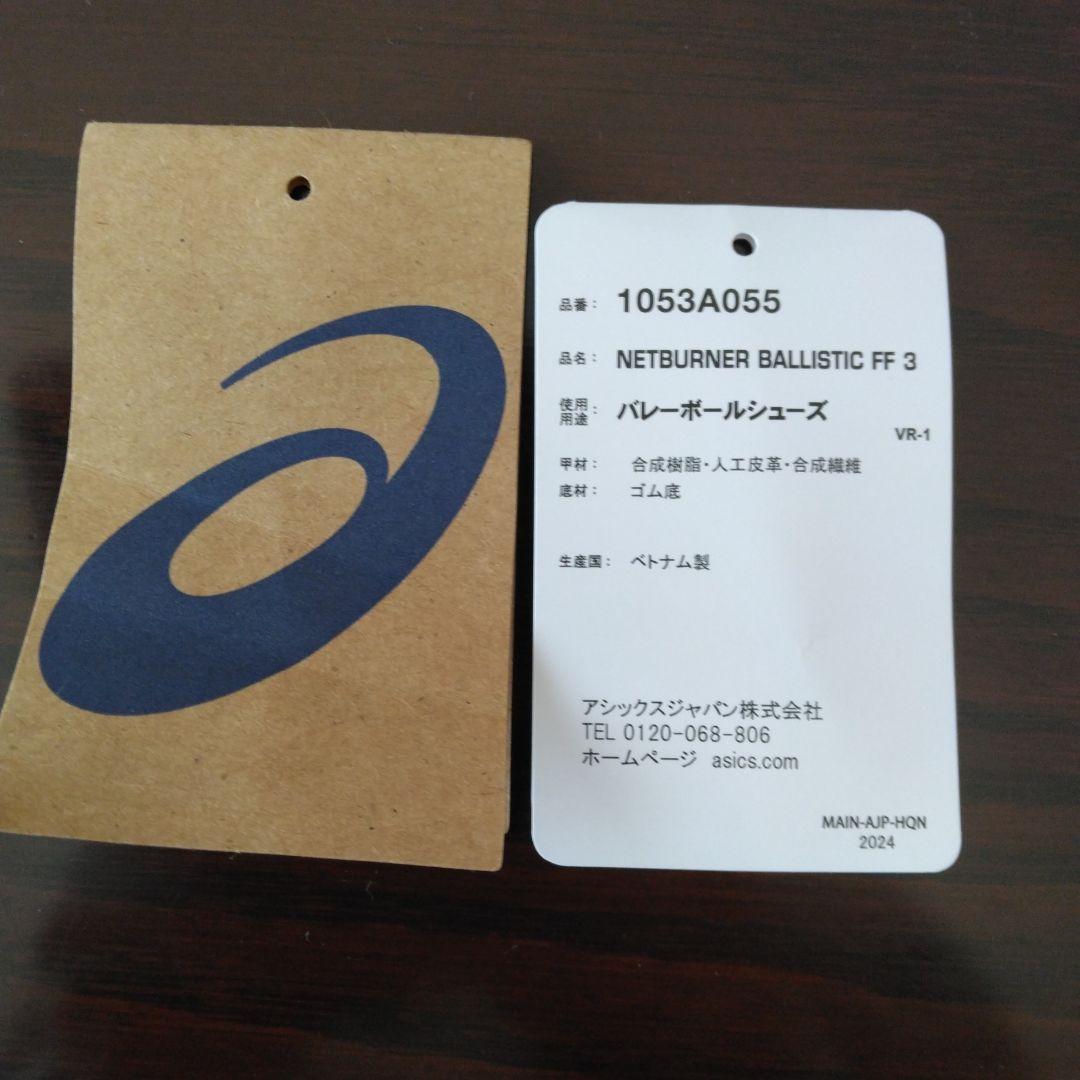 品番： 1053A055
品名： NETBURNER BALLISTIC FF 3
使用用途： バレーボールシューズ
VR-1
甲材： 合成樹脂・人工皮革・合成繊維
底材： ゴム底
生産国： ベトナム製
アシックスジャパン株式会社
TEL 0120-068-806
ホームページ asics.com
MAIN-AJP-HQN
2024